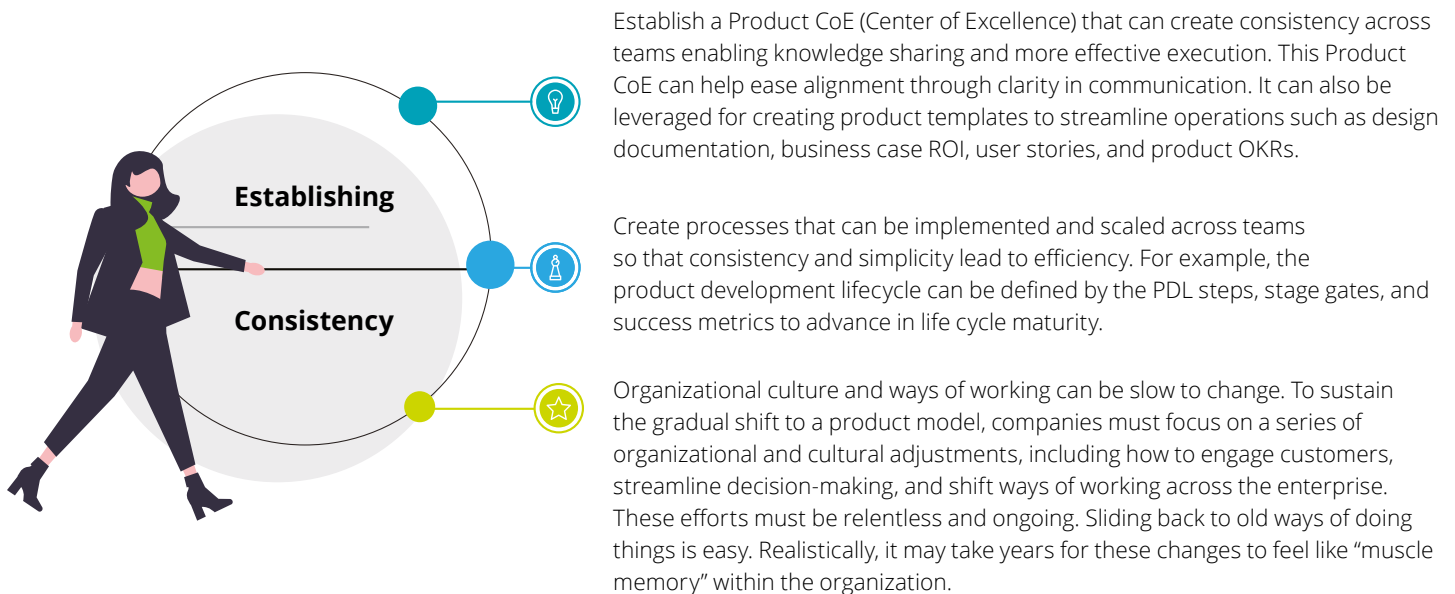 Establishing
Consistency
Establish a Product CoE (Center of Excellence) that can create consistency across
teams enabling knowledge sharing and more effective execution. This Product
CoE can help ease alignment through clarity in communication. It can also be
leveraged for creating product templates to streamline operations such as design
documentation, business case ROI, user stories, and product OKRs.
Create processes that can be implemented and scaled across teams
so that consistency and simplicity lead to efficiency. For example, the
product development lifecycle can be defined by the PDL steps, stage gates, and
success metrics to advance in life cycle maturity.
Organizational culture and ways of working can be slow to change. To sustain
the gradual shift to a product model, companies must focus on a series of
organizational and cultural adjustments, including how to engage customers,
streamline decision-making, and shift ways of working across the enterprise.
These efforts must be relentless and ongoing. Sliding back to old ways of doing
things is easy. Realistically, it may take years for these changes to feel like “muscle
memory” within the organization.